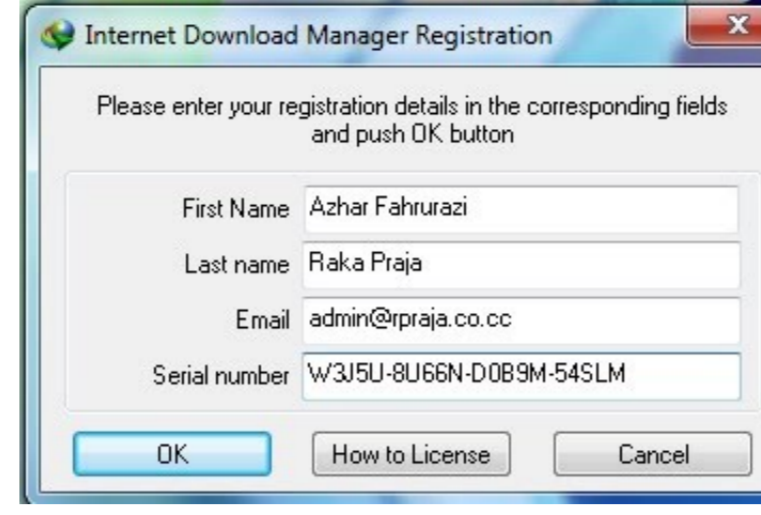 Internet Download Manager Registration
Please enter your registration details in the corresponding fields
and push OK button
First Name Azhar Fahrurazi
Last name Raka Praja
Email admin@rpraja.co.cc
Serial number W3J5U-8U66N-D0B9M-54SLM
OK How to License Cancel